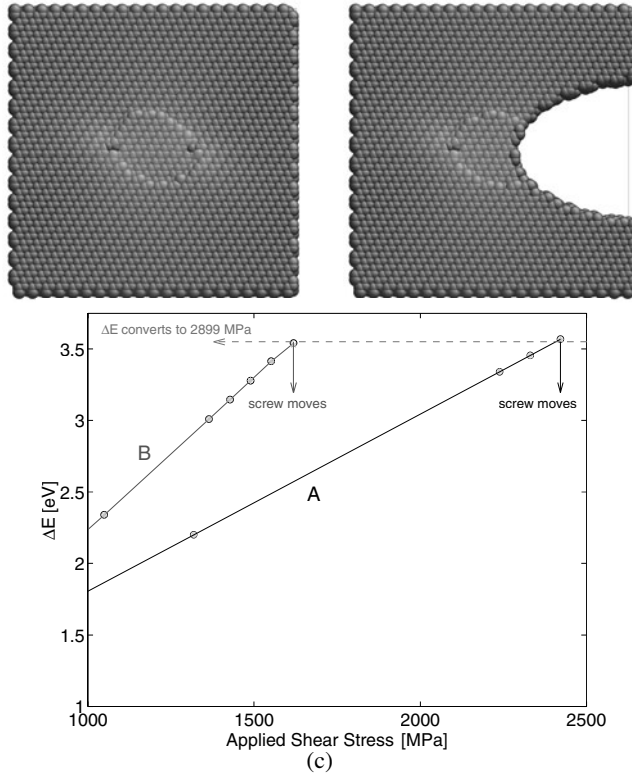 ΔE converts to 2899 MPa
3.5
screw moves
screw moves
3
B
ΔE [eV]
2.5
A
2
1.5
1
1000
1500
2000
2500
Applied Shear Stress [MPa]
(c)